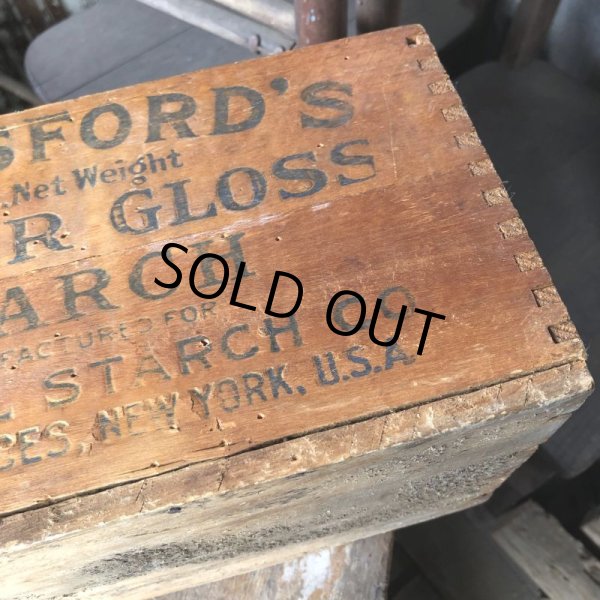 SFORD'S
Net Weight
R GLOSS
ARCH
FACTURED FOR
L STARCH CO.
CES, NEW YORK, U.S.A.
SOLD OUT